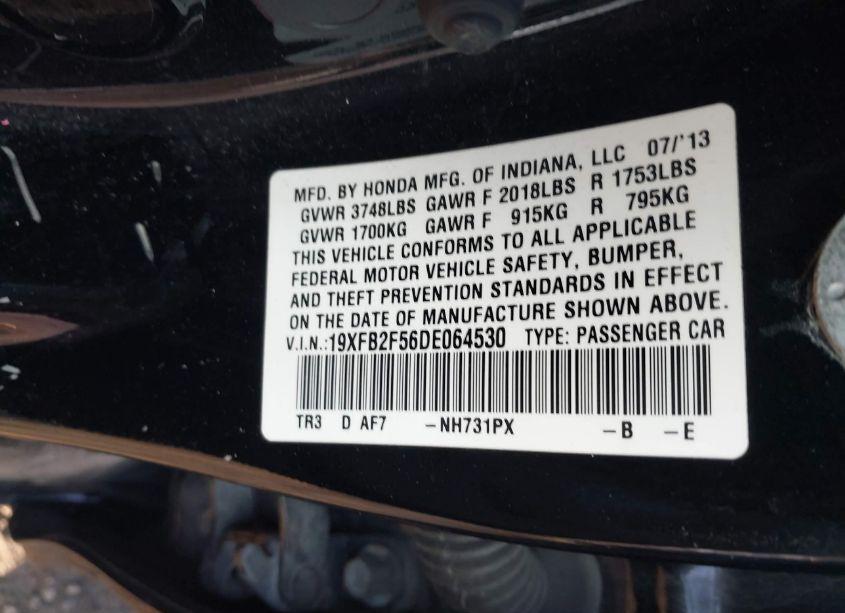 MFD. BY HONDA MFG. OF INDIANA, LLC 07/'13
GVWR 3748LBS GAWR F 2018LBS R 1753LBS
GVWR 1700KG GAWR F 915KG R 795KG
THIS VEHICLE CONFORMS TO ALL APPLICABLE
FEDERAL MOTOR VEHICLE SAFETY, BUMPER,
AND THEFT PREVENTION STANDARDS IN EFFECT
ON THE DATE OF MANUFACTURE SHOWN ABOVE.
V.I.N.:19XFB2F56DE064530 TYPE: PASSENGER CAR
TR3 D AF7 -NH731PX -B -E